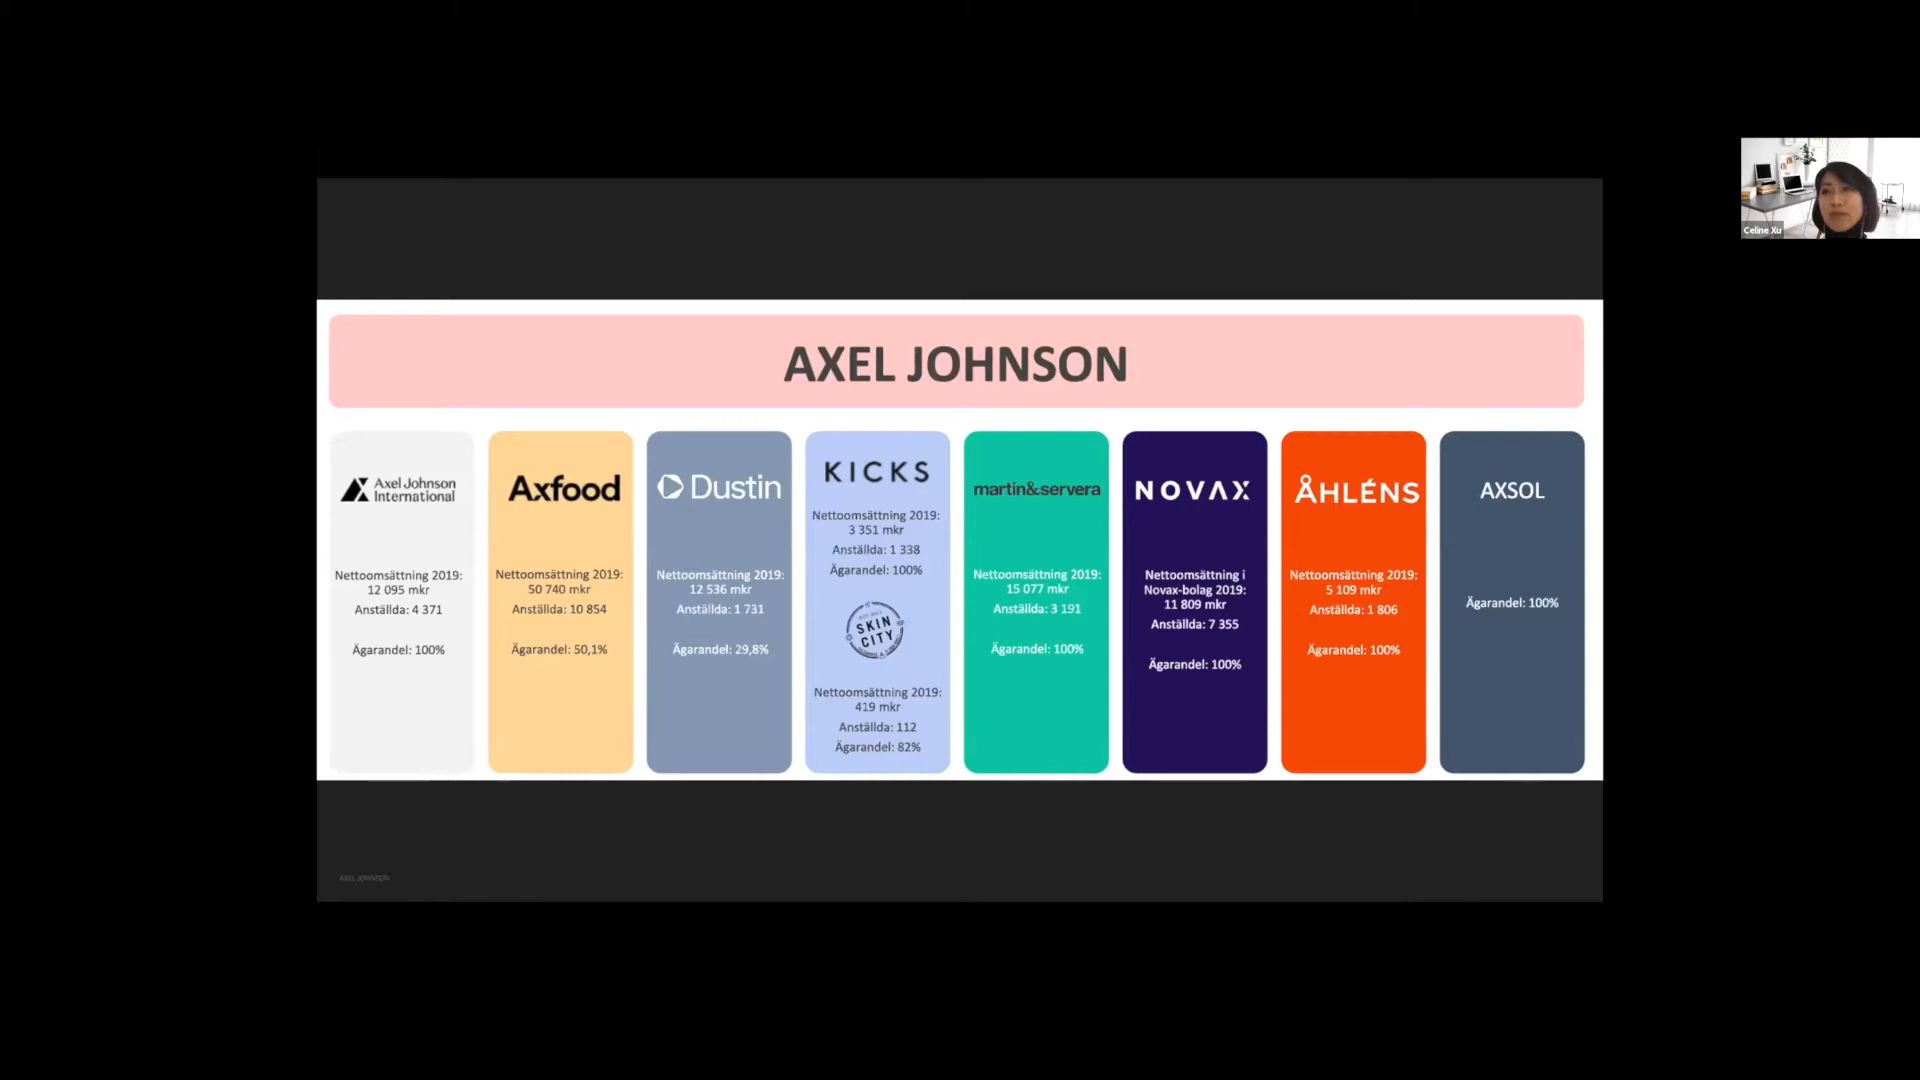 Celine Xu
AXEL JOHNSON
Axel Johnson
International
Nettoomsättning 2019:
12 095 mkr
Anställda: 4 371
Ägarandel: 100%
Axfood
Nettoomsättning 2019:
50 740 mkr
Anställda: 10 854
Ägarandel: 50,1%
Dustin
Nettoomsättning 2019:
12 536 mkr
Anställda: 1 731
Ägarandel: 29,8%
KICKS
Nettoomsättning 2019:
3 351 mkr
Anställda: 1 338
Ägarandel: 100%
SKIN
CITY
Nettoomsättning 2019:
419 mkr
Anställda: 112
Ägarandel: 82%
martin&servera
Nettoomsättning 2019:
15 077 mkr
Anställda: 3 191
Ägarandel: 100%
NOVAX
Nettoomsättning i
Novax-bolag 2019:
11 809 mkr
Anställda: 7 355
Ägarandel: 100%
ÅHLÉNS
Nettoomsättning 2019:
5 109 mkr
Anställda: 1 806
Ägarandel: 100%
AXSOL
Ägarandel: 100%
AXEL JOHNSON